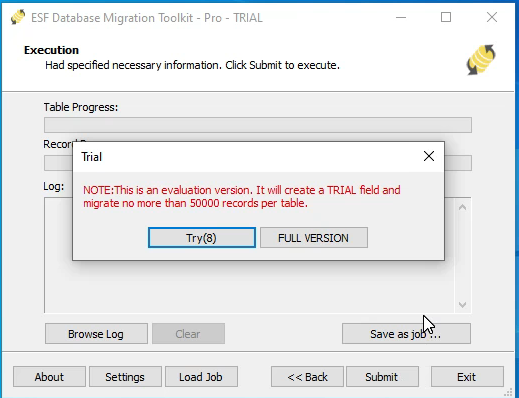 ESF Database Migration Toolkit - Pro - TRIAL
Execution
Had specified necessary information. Click Submit to execute.
Table Progress:
Record
Trial
NOTE:This is an evaluation version. It will create a TRIAL field and
migrate no more than 50000 records per table.
Log:
Try(8) FULL VERSION
Browse Log Clear Save as job ...
About Settings Load Job << Back Submit Exit